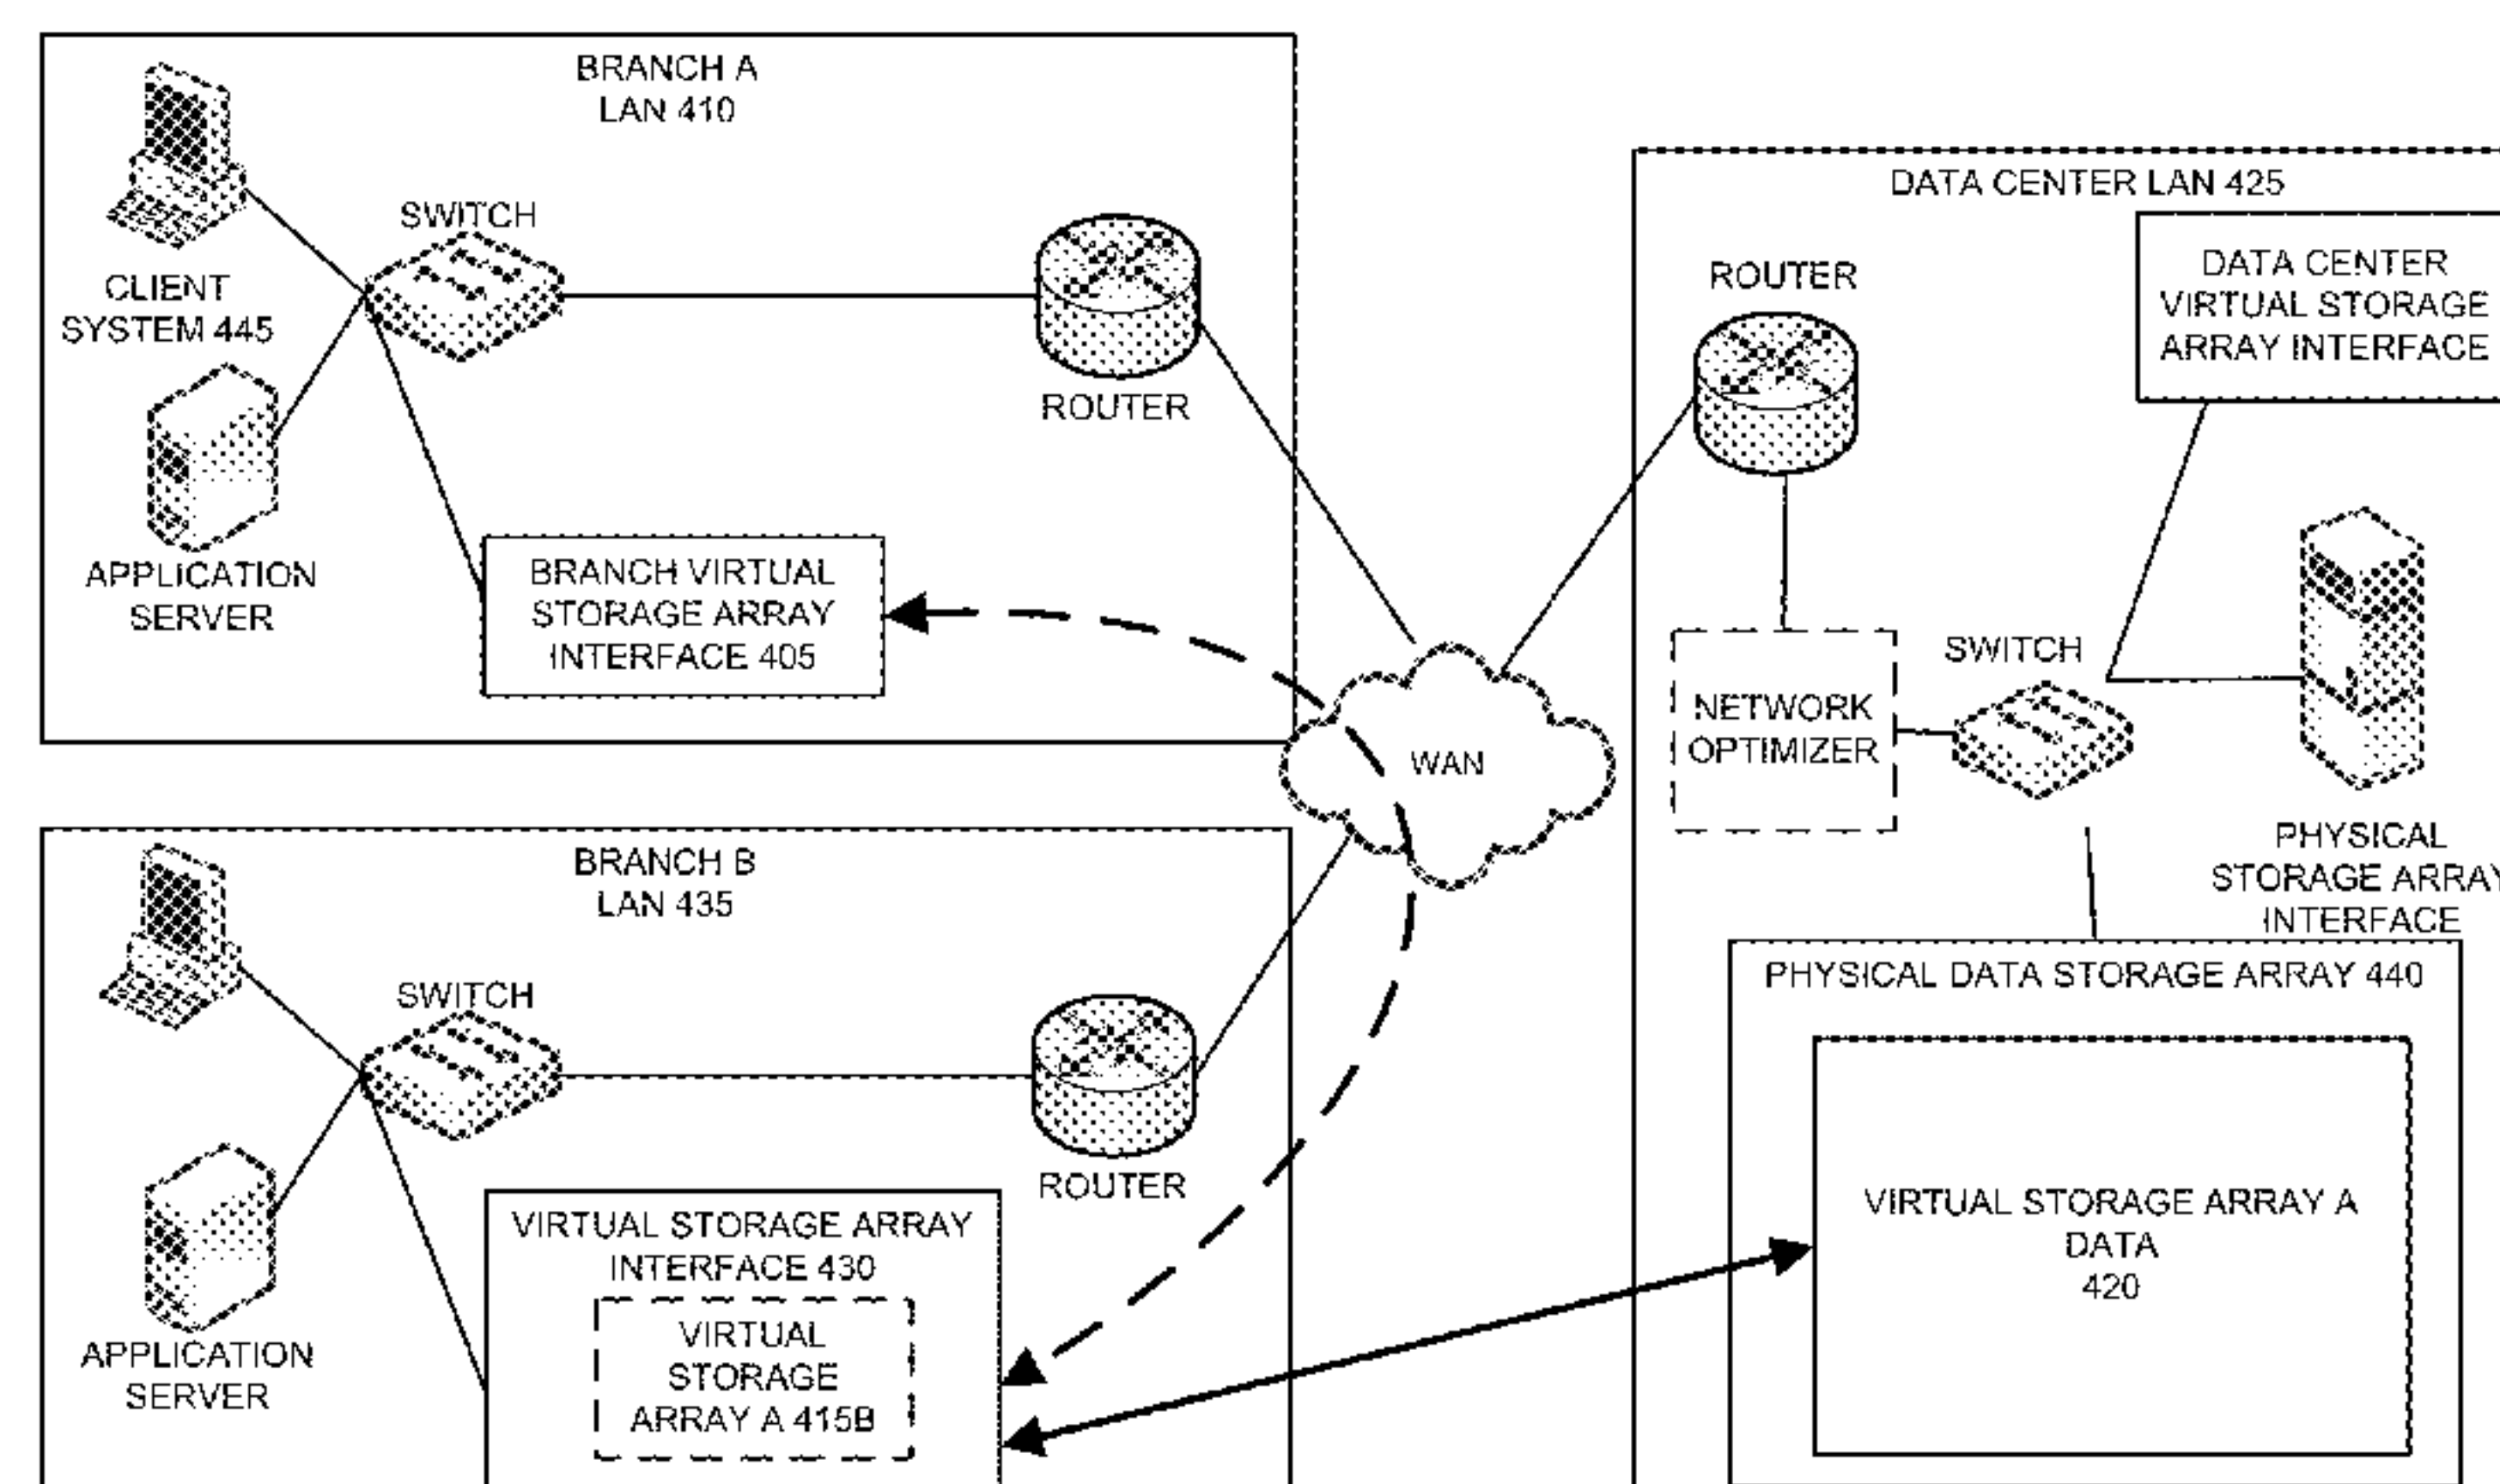 BRANCH A
LAN 410
SWITCH
CLIENT
SYSTEM 445
ROUTER
APPLICATION
SERVER
BRANCH VIRTUAL
STORAGE ARRAY
INTERFACE 405
WAN
DATA CENTER LAN 425
ROUTER
DATA CENTER
VIRTUAL STORAGE
ARRAY INTERFACE
NETWORK
OPTIMIZER
SWITCH
PHYSICAL
STORAGE ARRAY
INTERFACE
PHYSICAL DATA STORAGE ARRAY 440
VIRTUAL STORAGE ARRAY A
DATA
420
BRANCH B
LAN 435
SWITCH
ROUTER
APPLICATION
SERVER
VIRTUAL STORAGE ARRAY
INTERFACE 430
VIRTUAL
STORAGE
ARRAY A 415B